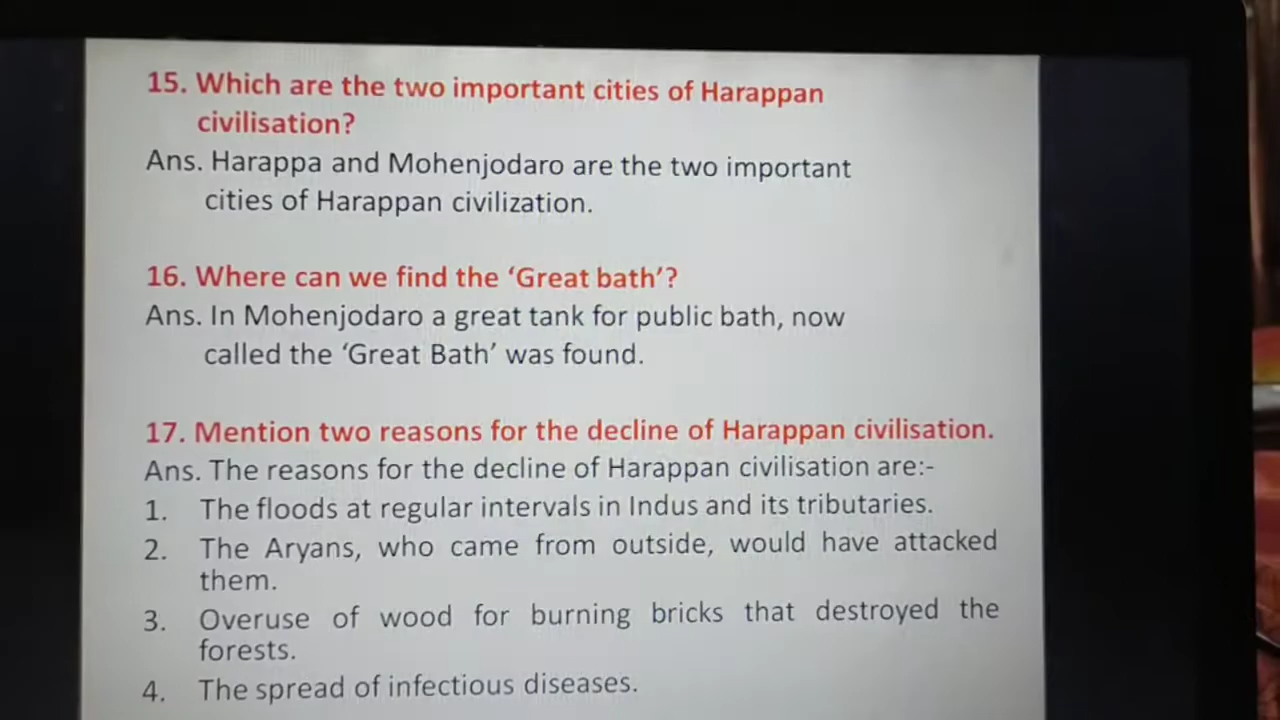 15. Which are the two important cities of Harappan
civilisation?
Ans. Harappa and Mohenjodaro are the two important
cities of Harappan civilization.
16. Where can we find the ‘Great bath’?
Ans. In Mohenjodaro a great tank for public bath, now
called the ‘Great Bath’ was found.
17. Mention two reasons for the decline of Harappan civilisation.
Ans. The reasons for the decline of Harappan civilisation are:-
1. The floods at regular intervals in Indus and its tributaries.
2. The Aryans, who came from outside, would have attacked
them.
3. Overuse of wood for burning bricks that destroyed the
forests.
4. The spread of infectious diseases.